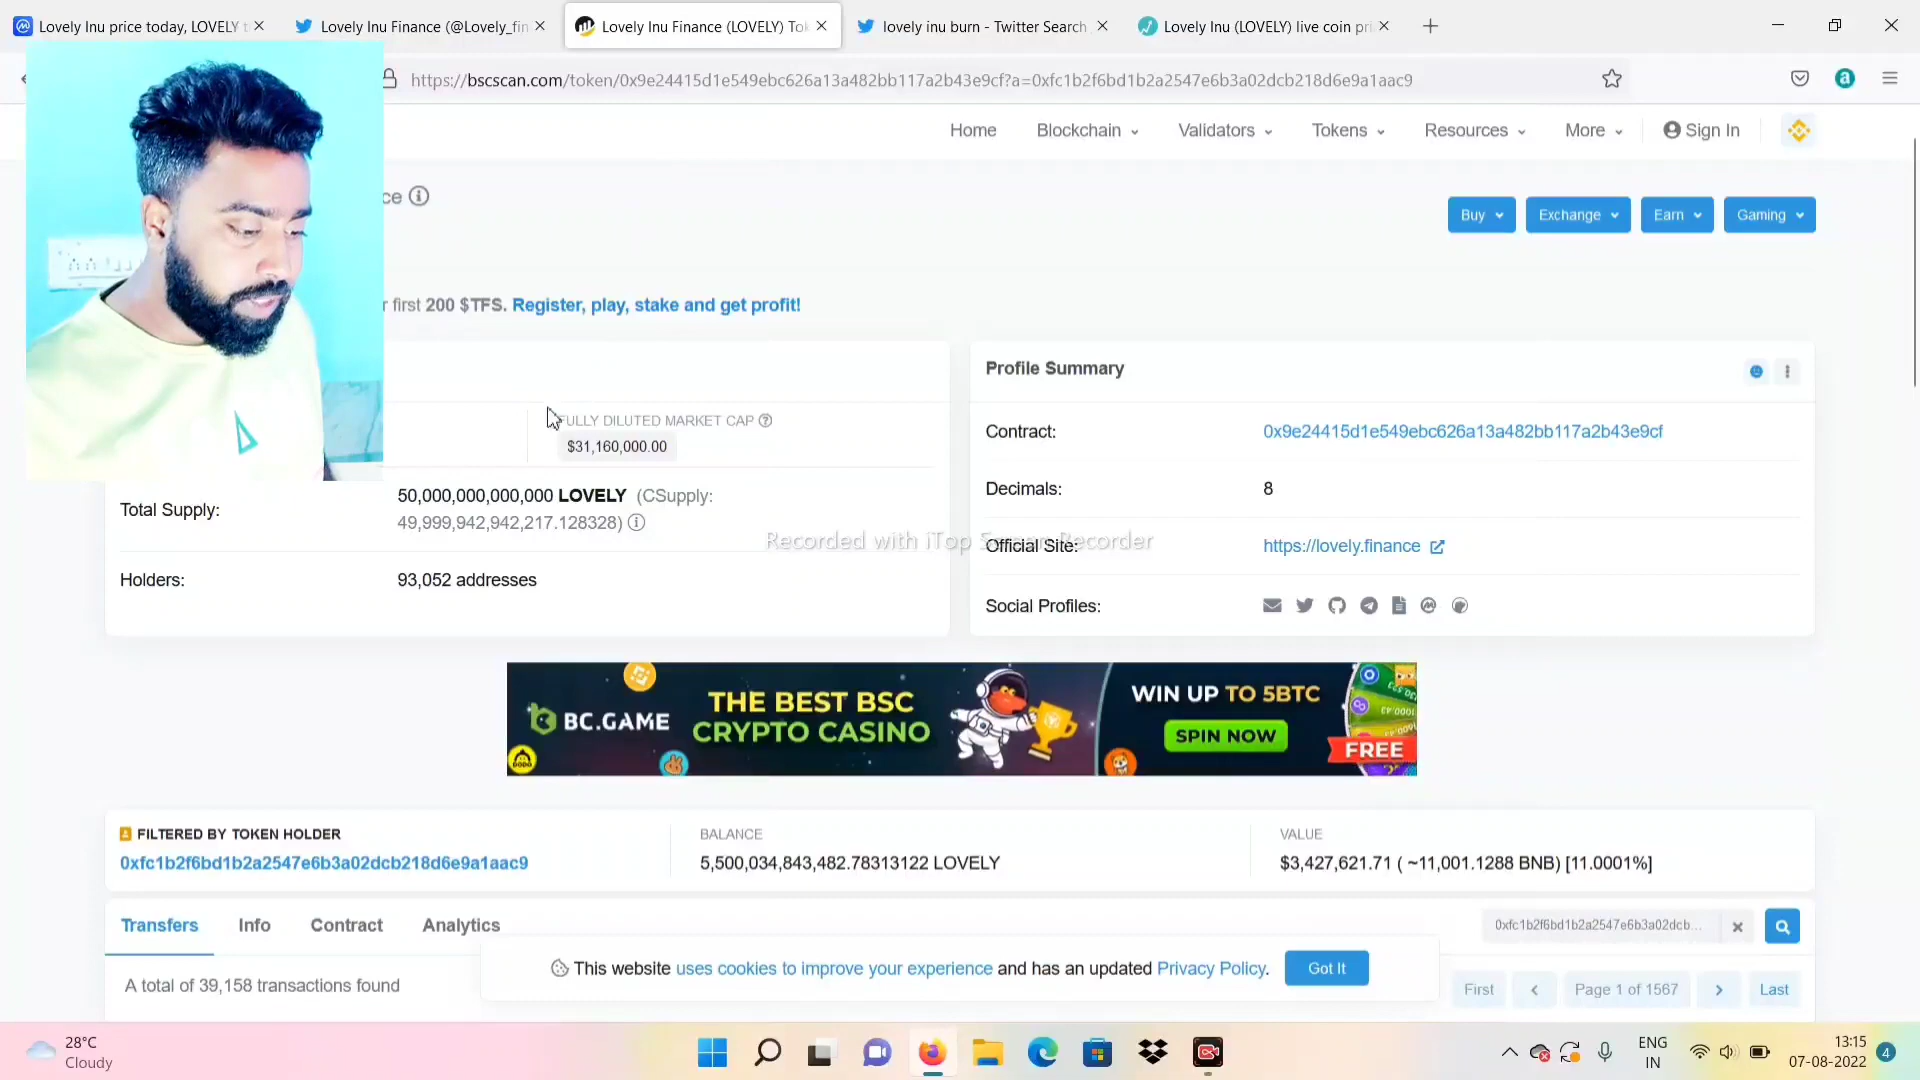 Lovely Inu price today, LOVELY t
Lovely Inu Finance (@Lovely_fin
Lovely Inu Finance (LOVELY) Tok
lovely inu burn - Twitter Search
Lovely Inu (LOVELY) live coin pri
https://bscscan.com/token/0x9e24415d1e549ebc626a13a482bb117a2b43e9cf?a=0xfc1b2f6bd1b2a2547e6b3a02dcb218d6e9a1aac9
Home Blockchain Validators Tokens Resources More Sign In
ce
Buy Exchange Earn Gaming
r first 200 $TFS. Register, play, stake and get profit!
Profile Summary
FULLY DILUTED MARKET CAP
$31,160,000.00
Contract: 0x9e24415d1e549ebc626a13a482bb117a2b43e9cf
Decimals: 8
Total Supply: 50,000,000,000,000 LOVELY (CSupply:
49,999,942,942,217.128328)
Recorded with iTop Screen Recorder
Official Site: https://lovely.finance
Holders: 93,052 addresses
Social Profiles:
BC.GAME
THE BEST BSC
CRYPTO CASINO
WIN UP TO 5BTC
SPIN NOW
FREE
FILTERED BY TOKEN HOLDER
0xfc1b2f6bd1b2a2547e6b3a02dcb218d6e9a1aac9
BALANCE
5,500,034,843,482.78313122 LOVELY
VALUE
$3,427,621.71 ( ~11,001.1288 BNB) [11.0001%]
Transfers Info Contract Analytics
0xfc1b2f6bd1b2a2547e6b3a02dcb...
This website uses cookies to improve your experience and has an updated Privacy Policy. Got It
A total of 39,158 transactions found
First Page 1 of 1567 Last
28°C
Cloudy
ENG
IN
13:15
07-08-2022
4